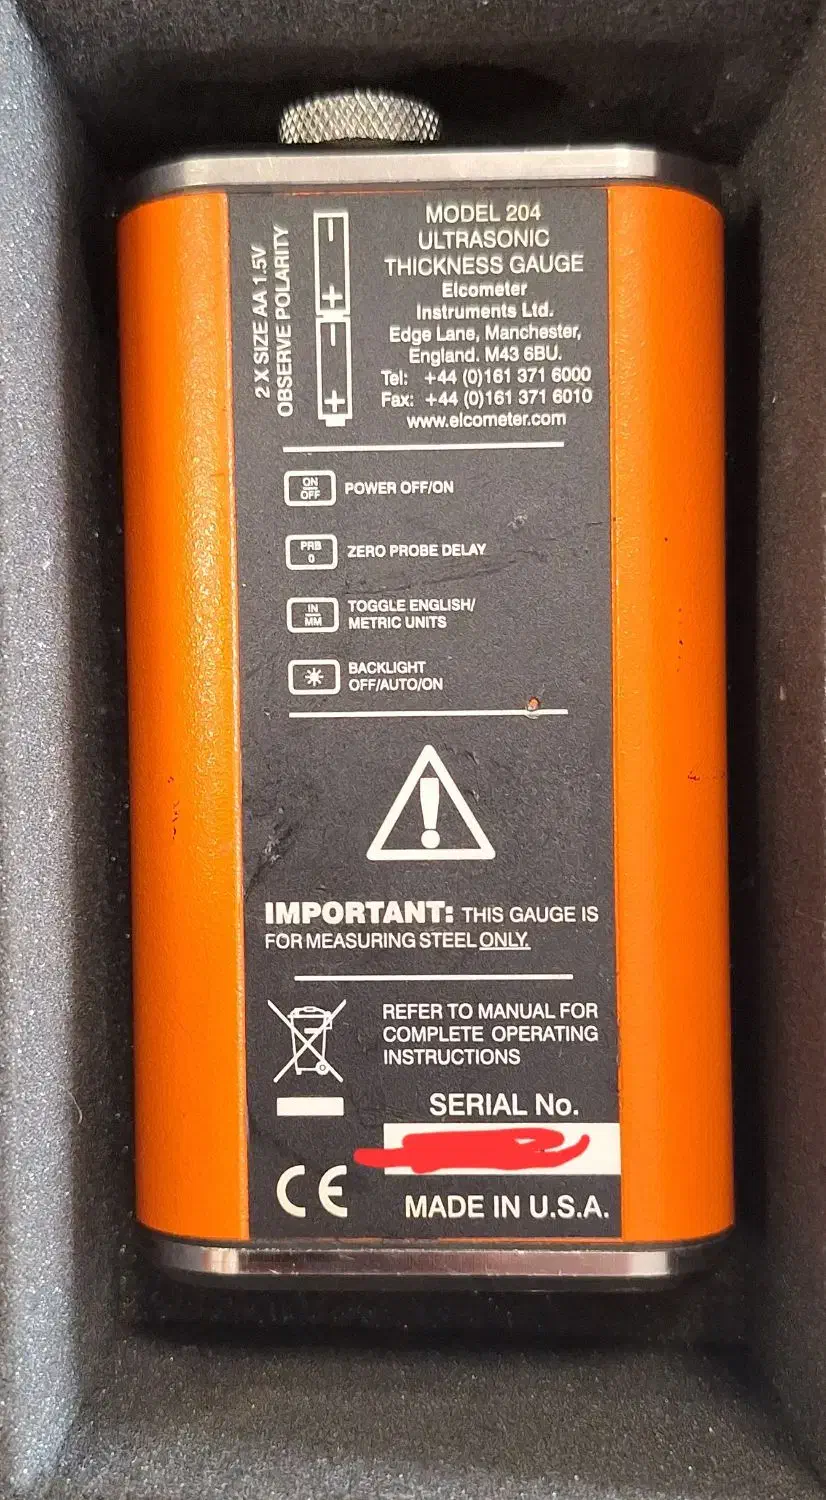 2 X SIZE AA 1.5V
OBSERVE POLARITY
MODEL 204
ULTRASONIC
THICKNESS GAUGE
Elcometer
Instruments Ltd.
Edge Lane, Manchester,
England. M43 6BU.
Tel: +44 (0)161 371 6000
Fax: +44 (0)161 371 6010
www.elcometer.com
ON
OFF
POWER OFF/ON
PRB
0
ZERO PROBE DELAY
IN
MM
TOGGLE ENGLISH/
METRIC UNITS
BACKLIGHT
OFF/AUTO/ON
IMPORTANT: THIS GAUGE IS
FOR MEASURING STEEL ONLY.
REFER TO MANUAL FOR
COMPLETE OPERATING
INSTRUCTIONS
SERIAL No.
CE
MADE IN U.S.A.